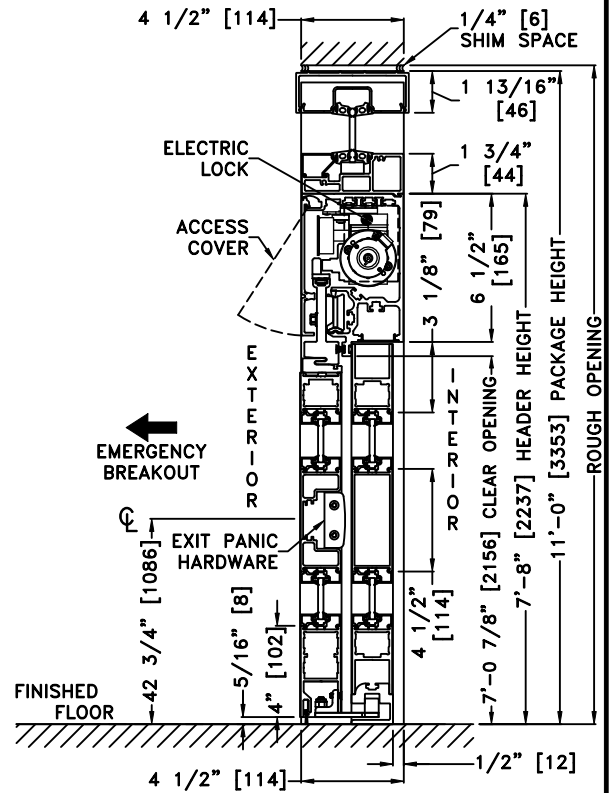 4 1/2” [114]
1/4” [6]
SHIM SPACE
1 13/16”
[46]
ELECTRIC
LOCK
1 3/4”
[44]
ACCESS
COVER
3 1/8” [79]
6 1/2”
[165]
EXTERIOR
INTERIOR
EMERGENCY
BREAKOUT
7’-0 7/8” [2156] CLEAR OPENING
7’-8” [2237] HEADER HEIGHT
11’-0” [3353] PACKAGE HEIGHT
ROUGH OPENING
℄
EXIT PANIC
HARDWARE
42 3/4” [1086]
5/16” [8]
4” [102]
4 1/2”
[114]
FINISHED
FLOOR
4 1/2” [114]
1/2” [12]